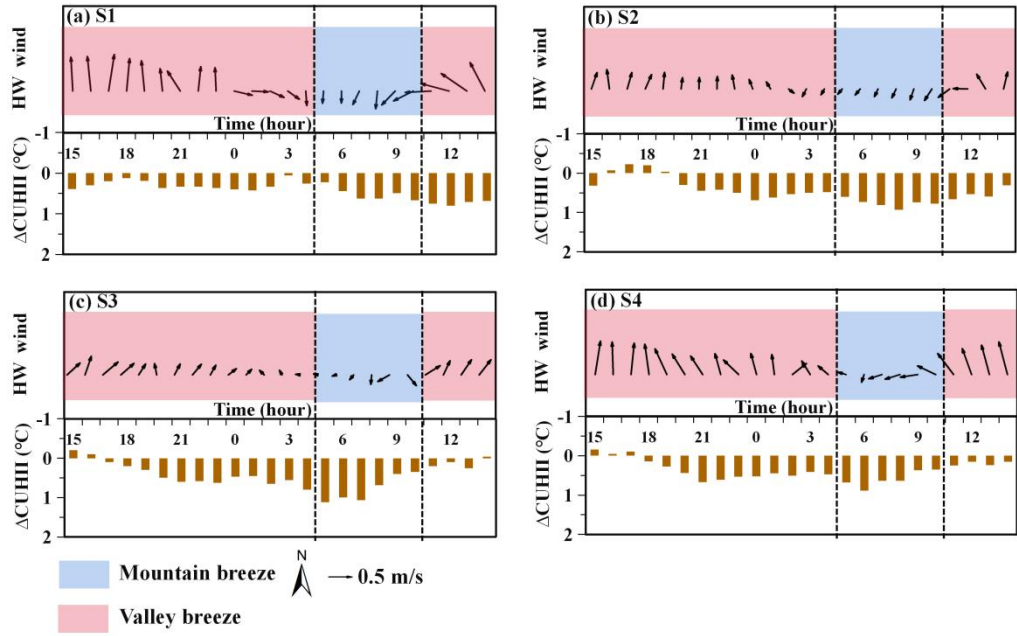 (a) S1
HW wind
Time (hour)
-1
0
1
2
ΔCUHII (℃)
15 18 21 0 3 6 9 12
(b) S2
HW wind
Time (hour)
-1
0
1
2
ΔCUHII (℃)
15 18 21 0 3 6 9 12
(c) S3
HW wind
Time (hour)
-1
0
1
2
ΔCUHII (℃)
15 18 21 0 3 6 9 12
(d) S4
HW wind
Time (hour)
-1
0
1
2
ΔCUHII (℃)
15 18 21 0 3 6 9 12
Mountain breeze
N
0.5 m/s
Valley breeze